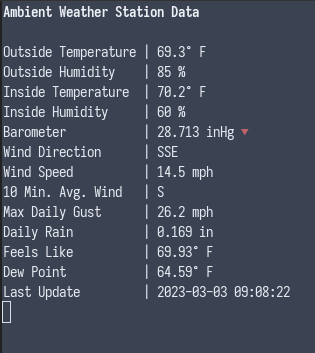 Ambient Weather Station Data
Outside Temperature | 69.3° F
Outside Humidity | 85 %
Inside Temperature | 70.2° F
Inside Humidity | 60 %
Barometer | 28.713 inHg ▼
Wind Direction | SSE
Wind Speed | 14.5 mph
10 Min. Avg. Wind | S
Max Daily Gust | 26.2 mph
Daily Rain | 0.169 in
Feels Like | 69.93° F
Dew Point | 64.59° F
Last Update | 2023-03-03 09:08:22